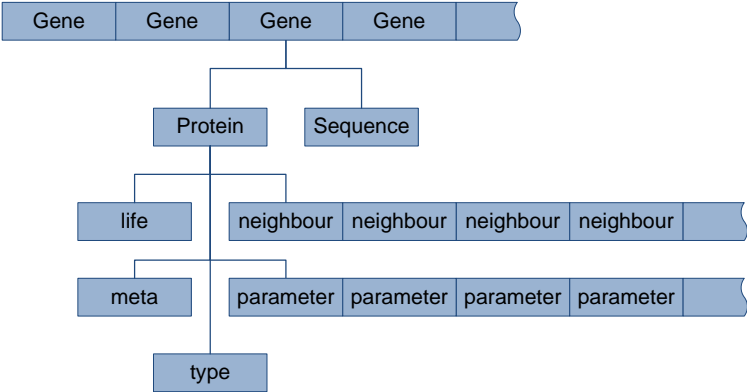 Gene Gene Gene Gene
Protein Sequence
life neighbour neighbour neighbour neighbour
meta parameter parameter parameter parameter
type